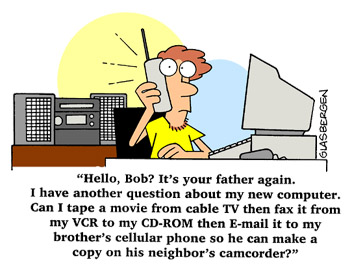 GLASBERGEN
“Hello, Bob? It’s your father again.
I have another question about my new computer.
Can I tape a movie from cable TV then fax it from
my VCR to my CD-ROM then E-mail it to my
brother’s cellular phone so he can make a
copy on his neighbor’s camcorder?”